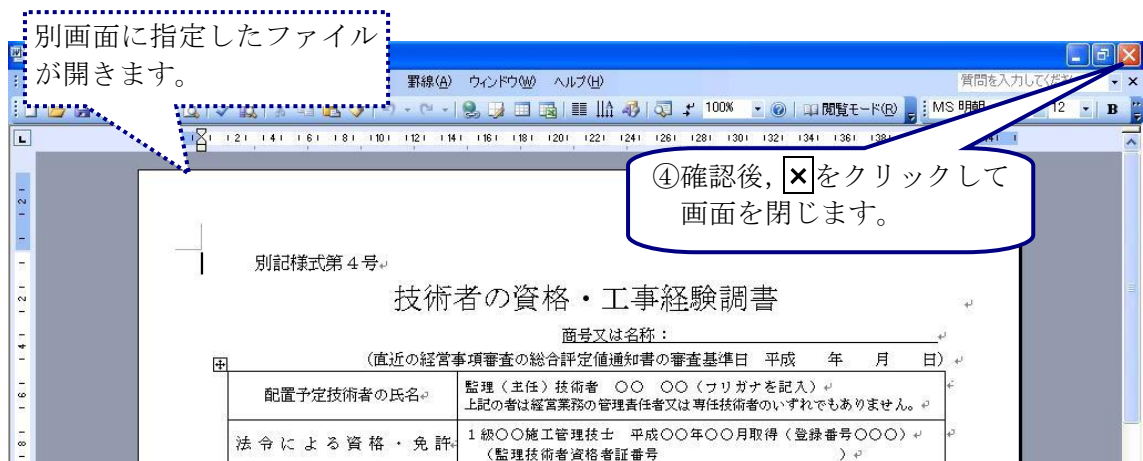 別画面に指定したファイル
が開きます。
罫線(A) ウィンドウ(W) ヘルプ(H)
100%
閲覧モード(R)
MS 明朝
12
B
④確認後,×をクリックして
画面を閉じます。
別記様式第4号
技術者の資格・工事経験調書
商号又は名称:
(直近の経営事項審査の総合評定値通知書の審査基準日 平成 年 月 日)
配置予定技術者の氏名
監理(主任)技術者 ○○ ○○(フリガナを記入)
上記の者は経営業務の管理責任者又は専任技術者のいずれでもありません。
法令による資格・免許
1級○○施工管理技士 平成○○年○○月取得(登録番号○○○)
(監理技術者資格者証番号 )